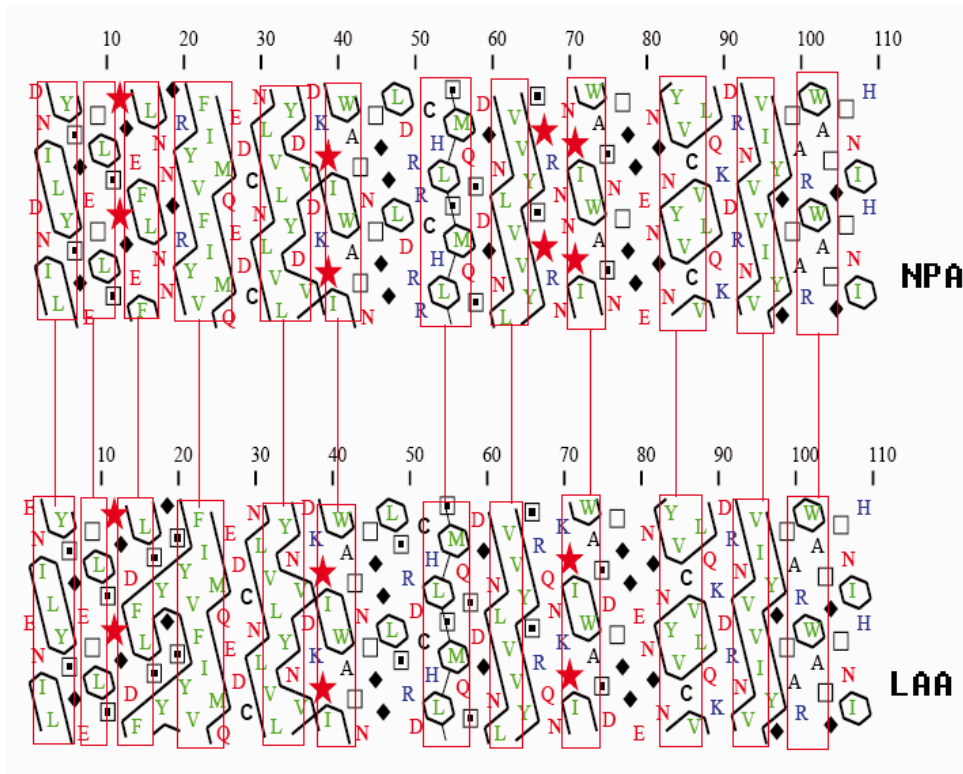 10 20 30 40 50 60 70 80 90 100 110
D Y L F N Y D W L C D V N W Y L D V W H
N R I E L D K A D H M Q V R A I N V C Q R I A N
I L E N Y M D V V I R L Y N I N Y V K N Y A R I
L E F V Q C
D Y L F E N L Y D W L C D L N W N Y V D V W H
N R I D V D K A D H M Q V R A I D V L Q R I A N
I L E N Y M C V V I R L Y N I N C K N Y A R I
L E F V Q L L I N R L N E V V
NPA
10 20 30 40 50 60 70 80 90 100 110
E Y L F N Y D W L C D V K W N Y L D V W H
N I E L N K A H M Q V R A V V Q R I A N
I L D Y M D V V I R L Y N Q I N D C K N Y A R I
L E F Y V Q C L L N D N L N W D E Y V D V W H
E Y L F E N Y D W L C M V K A N V V Q R I A N
N L I D L N K A H Q V R Q I D C N Y A I
I D Y M C V V I R L Y N N N V K V R
L E F Y V Q L L D E
LAA